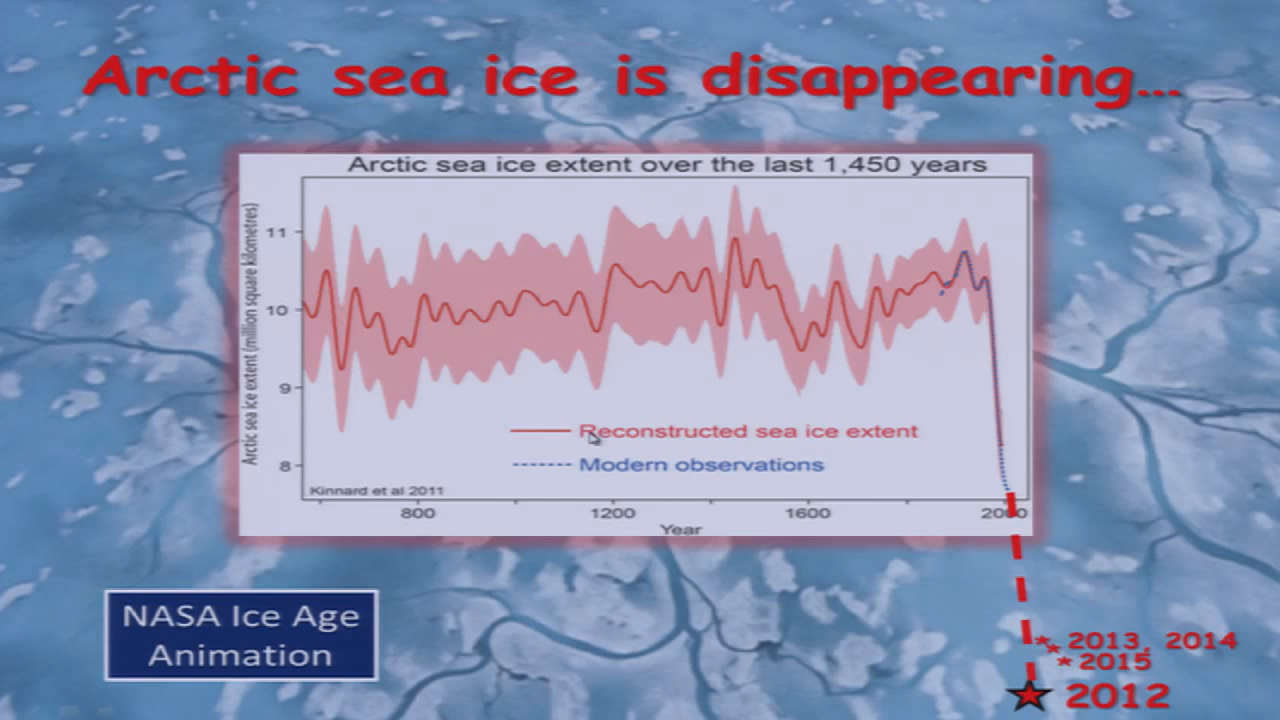 Arctic sea ice is disappearing...
Arctic sea ice extent over the last 1,450 years
Arctic sea ice extent (million square kilometres)
11
10
9
8
Reconstructed sea ice extent
Modern observations
Kinnard et al 2011
800
1200
1600
2000
Year
NASA Ice Age
Animation
* 2013, 2014
*
* 2015
2012